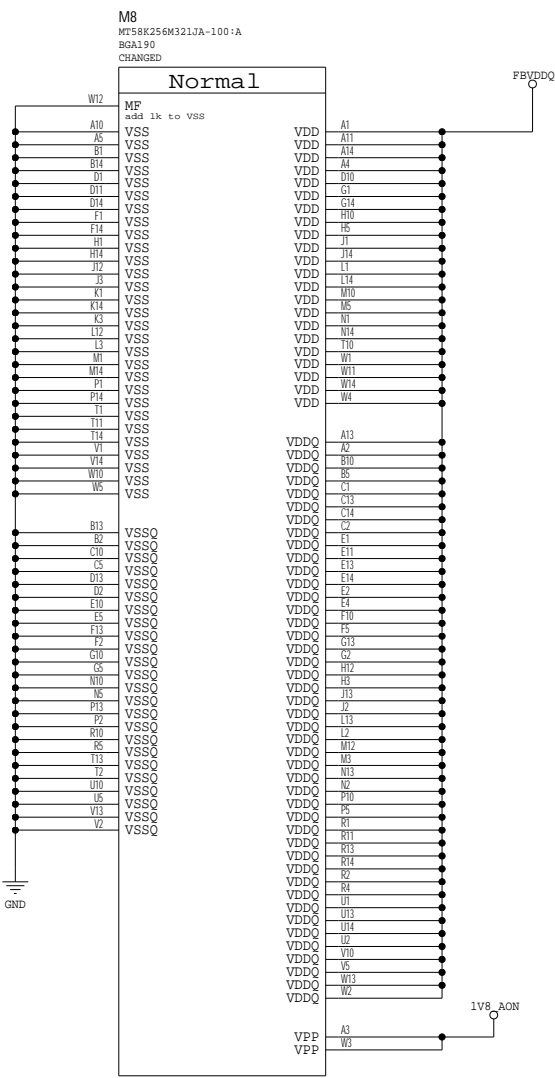 M8
MT58K256M321JA-100:A
BGA190
CHANGED
Normal
FBVDDQ
W12 MF
add 1k to VSS
A10 VSS VDD A1
A5 VSS VDD A11
B1 VSS VDD A14
B14 VSS VDD A4
D1 VSS VDD D10
D11 VSS VDD G1
D14 VSS VDD G14
F1 VSS VDD H10
F14 VSS VDD H5
H1 VSS VDD J1
H14 VSS VDD J14
J12 VSS VDD L1
J3 VSS VDD L14
K1 VSS VDD M10
K14 VSS VDD M5
K3 VSS VDD N1
L12 VSS VDD N14
L3 VSS VDD T10
M1 VSS VDD W1
M14 VSS VDD W11
P1 VSS VDD W14
P14 VSS VDD W4
T1 VSS
T11 VSS
T14 VSS VDDQ A13
V1 VSS VDDQ A2
V14 VSS VDDQ B10
W10 VSS VDDQ B5
W5 VSS VDDQ C1
VDDQ C13
VDDQ C14
B13 VSSQ VDDQ C2
B2 VSSQ VDDQ E1
C10 VSSQ VDDQ E11
C5 VSSQ VDDQ E13
D13 VSSQ VDDQ E14
D2 VSSQ VDDQ E2
E10 VSSQ VDDQ E4
E5 VSSQ VDDQ F10
F13 VSSQ VDDQ F5
F2 VSSQ VDDQ G13
G10 VSSQ VDDQ G2
G5 VSSQ VDDQ H12
N10 VSSQ VDDQ H3
N5 VSSQ VDDQ J13
P13 VSSQ VDDQ J2
P2 VSSQ VDDQ L13
R10 VSSQ VDDQ L2
R5 VSSQ VDDQ M12
T13 VSSQ VDDQ M3
T2 VSSQ VDDQ N13
U10 VSSQ VDDQ N2
U5 VSSQ VDDQ P10
V13 VSSQ VDDQ P5
V2 VSSQ VDDQ R1
VDDQ R11
VDDQ R13
VDDQ R14
VDDQ R2
VDDQ R4
VDDQ U1
GND VDDQ U13
VDDQ U14
VDDQ U2
VDDQ V10
VDDQ V5
VDDQ W13
VDDQ W2
1V8_AON
VPP A3
VPP W3